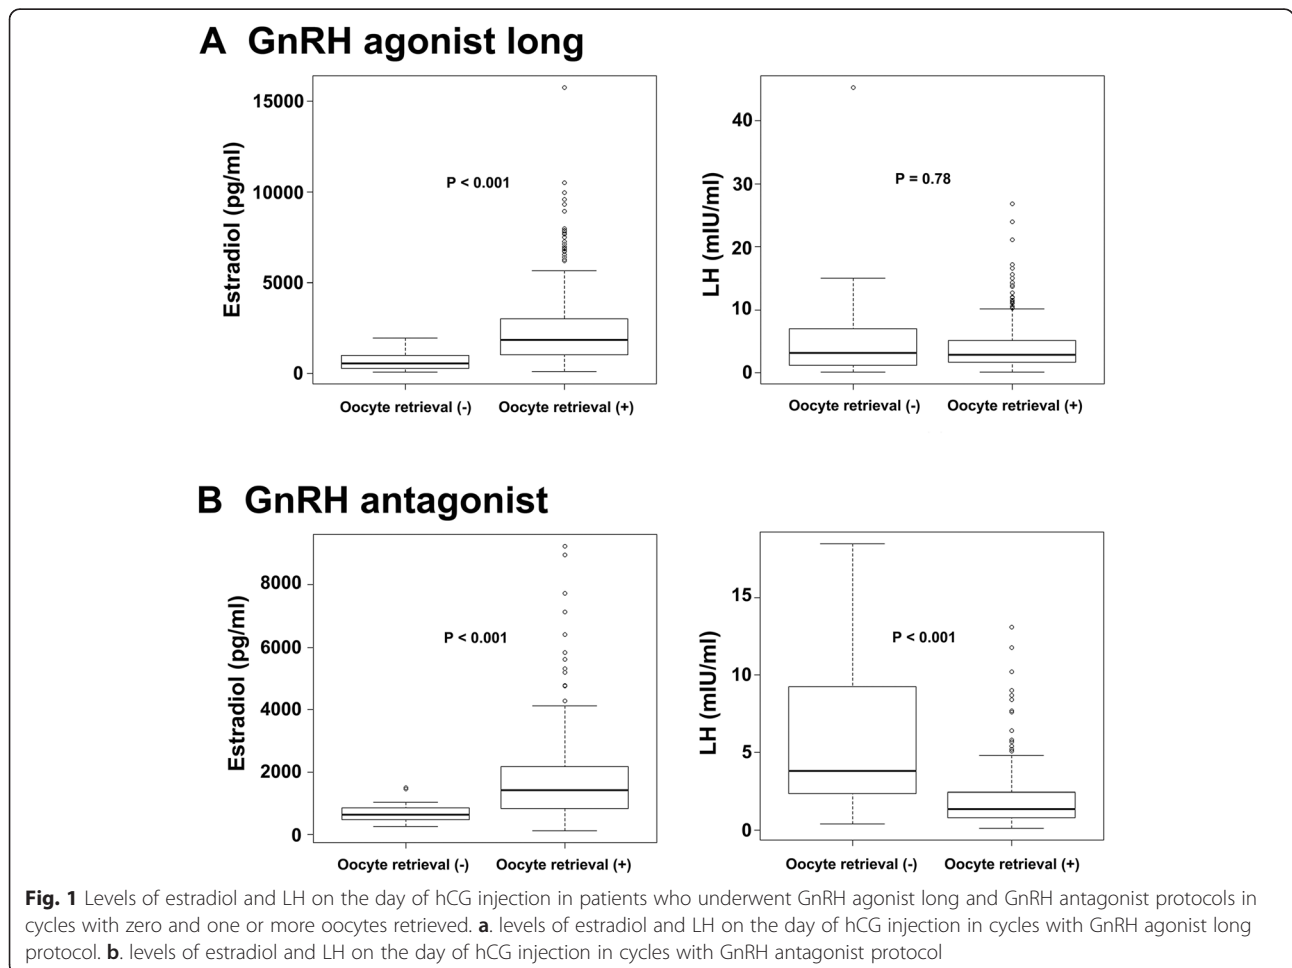 A GnRH agonist long
15000
10000
5000
0
Estradiol (pg/ml)
P < 0.001
Oocyte retrieval (-) Oocyte retrieval (+)
40
30
20
10
0
LH (mIU/ml)
P = 0.78
Oocyte retrieval (-) Oocyte retrieval (+)
B GnRH antagonist
8000
6000
4000
2000
0
Estradiol (pg/ml)
P < 0.001
Oocyte retrieval (-) Oocyte retrieval (+)
15
10
5
0
LH (mIU/ml)
P < 0.001
Oocyte retrieval (-) Oocyte retrieval (+)
Fig. 1 Levels of estradiol and LH on the day of hCG injection in patients who underwent GnRH agonist long and GnRH antagonist protocols in
cycles with zero and one or more oocytes retrieved. a. levels of estradiol and LH on the day of hCG injection in cycles with GnRH agonist long
protocol. b. levels of estradiol and LH on the day of hCG injection in cycles with GnRH antagonist protocol